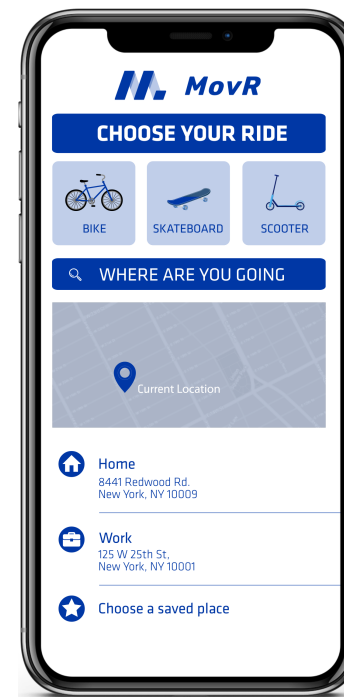 MovR
CHOOSE YOUR RIDE
BIKE SKATEBOARD SCOOTER
WHERE ARE YOU GOING
Current Location
Home
8441 Redwood Rd.
New York, NY 10009
Work
125 W 25th St,
New York, NY 10001
Choose a saved place